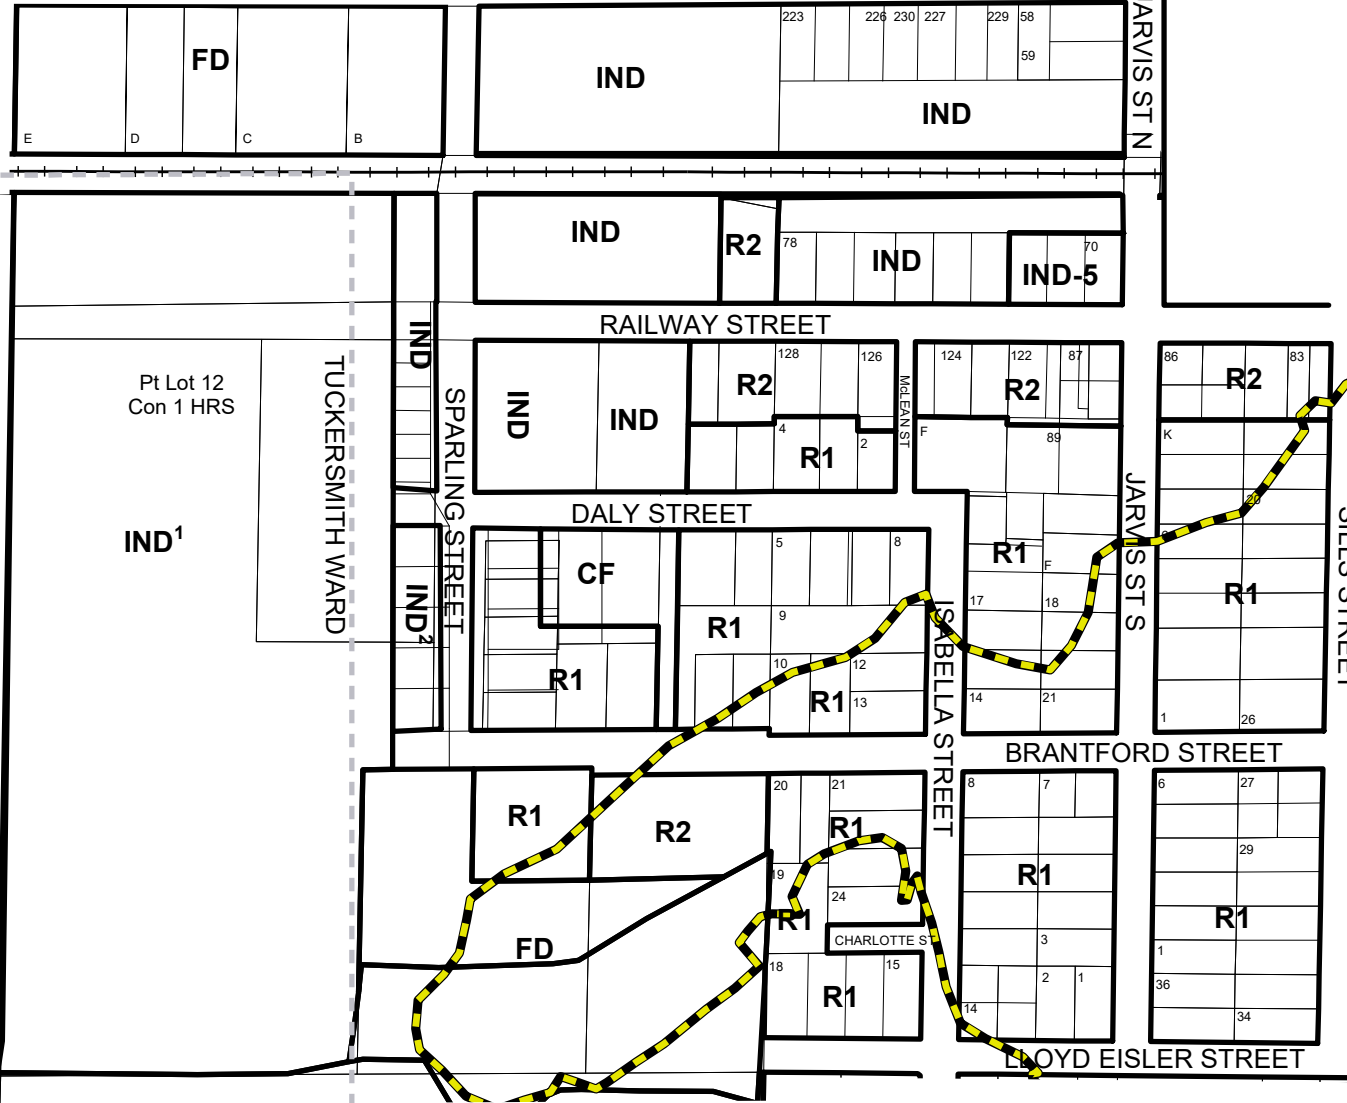 223
226
230
227
229
58
59
FD
IND
IND
E
D
C
B
ARVIS ST N
IND
R2
78
IND
70
IND-5
RAILWAY STREET
IND
Pt Lot 12
Con 1 HRS
TUCKERSMITH WARD
SPARLING STREET
IND
IND
R2
128
126
McLEAN ST
124
122
87
R2
86
83
R2
4
R1
2
F
89
K
20
DALY STREET
JARVIS ST S
SILLS STREET
IND¹
IND²
CF
5
8
R1
F
17
18
R1
9
R1
R1
10
12
13
R1
ISABELLA STREET
14
21
1
26
BRANTFORD STREET
R1
R2
20
21
R1
8
7
6
27
29
R1
19
24
R1
R1
FD
CHARLOTTE ST
3
1
18
15
R1
2
1
36
14
34
LLOYD EISLER STREET